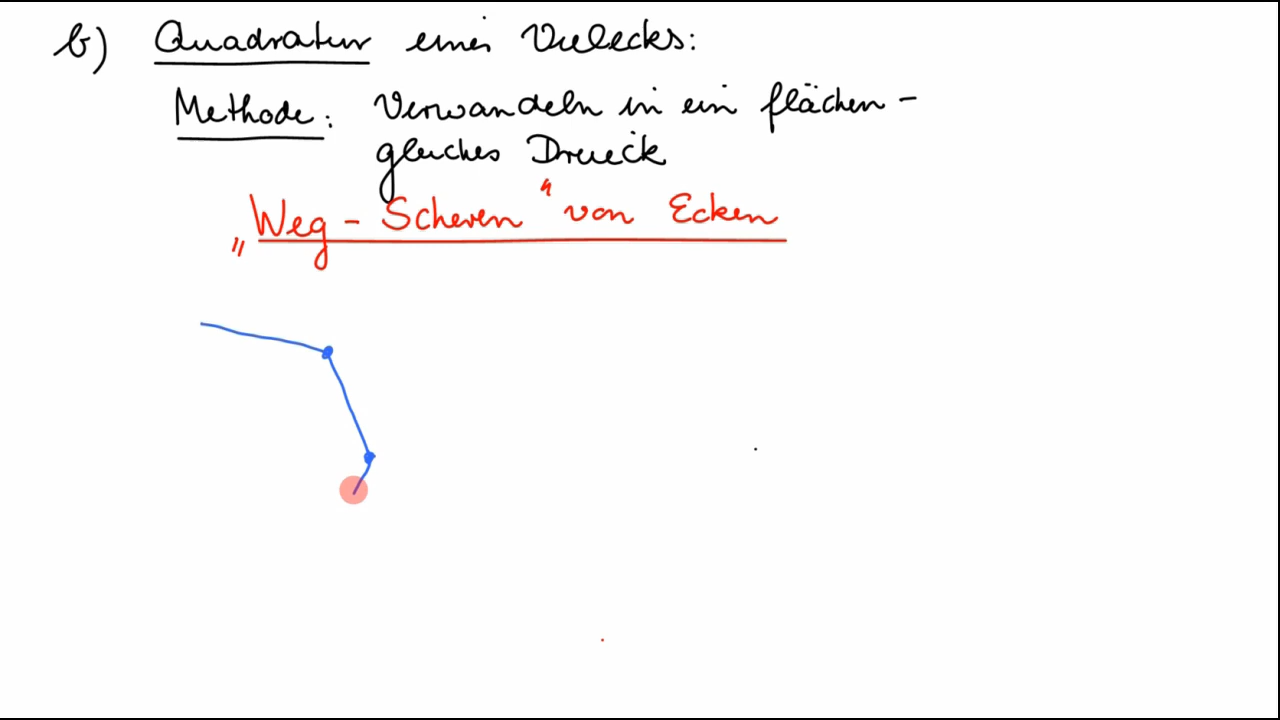 b) Quadratur eines Vielecks:
Methode: Verwandeln in ein flächen-
gleiches Dreieck
„Weg - Scheren“ von Ecken